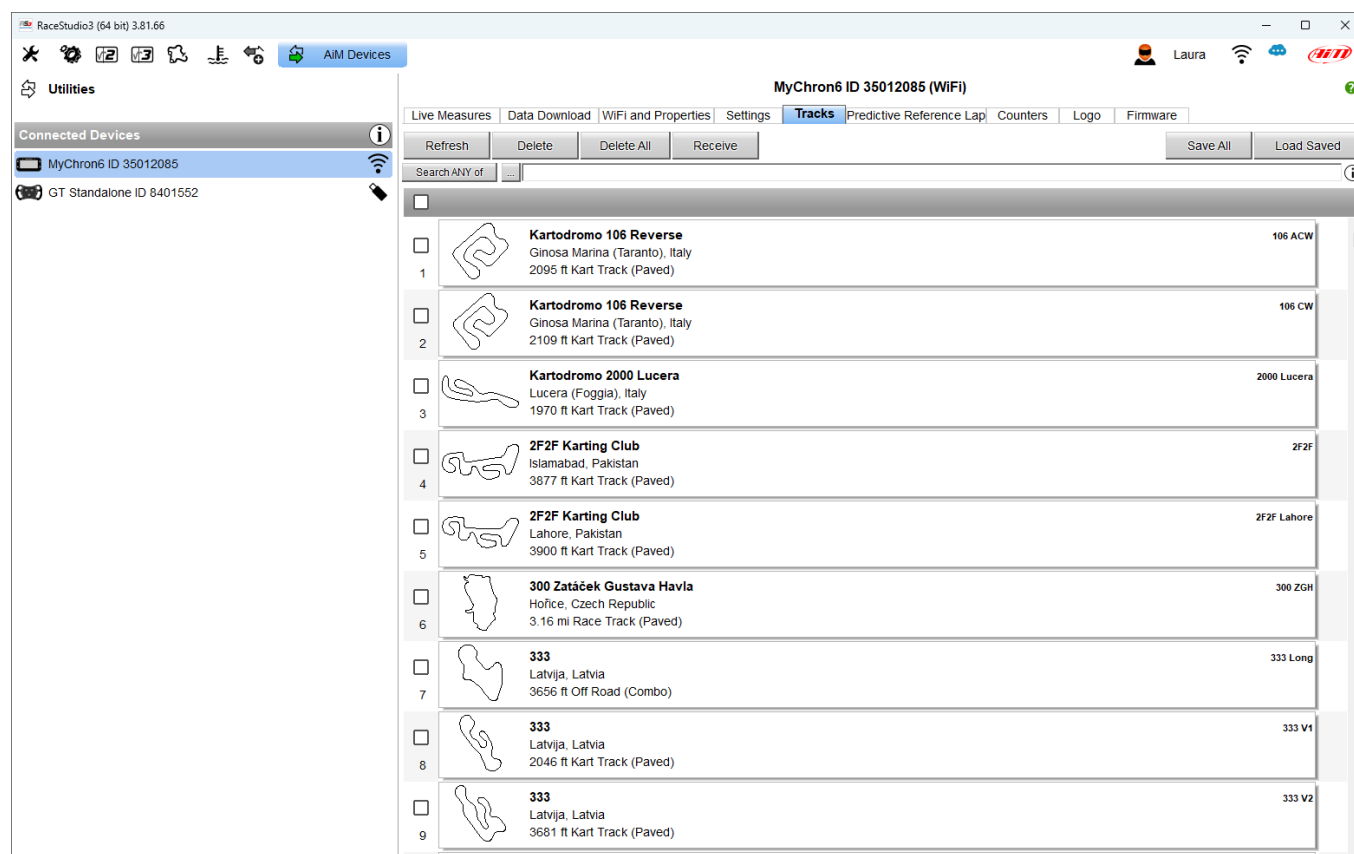 RaceStudio3 (64 bit) 3.81.66
AiM Devices
Laura
AiM
Utilities
MyChron6 ID 35012085 (WiFi)
Live Measures Data Download WiFi and Properties Settings Tracks Predictive Reference Lap Counters Logo Firmware
Connected Devices
Refresh Delete Delete All Receive Save All Load Saved
MyChron6 ID 35012085
Search ANY of ...
GT Standalone ID 8401552
Kartodromo 106 Reverse 106 ACW
Ginosa Marina (Taranto), Italy
2095 ft Kart Track (Paved)
1
Kartodromo 106 Reverse 106 CW
Ginosa Marina (Taranto), Italy
2109 ft Kart Track (Paved)
2
Kartodromo 2000 Lucera 2000 Lucera
Lucera (Foggia), Italy
1970 ft Kart Track (Paved)
3
2F2F Karting Club 2F2F
Islamabad, Pakistan
3877 ft Kart Track (Paved)
4
2F2F Karting Club 2F2F Lahore
Lahore, Pakistan
3900 ft Kart Track (Paved)
5
300 Zatáček Gustava Havla 300 ZGH
Hořice, Czech Republic
3.16 mi Race Track (Paved)
6
333 333 Long
Latvija, Latvia
3656 ft Off Road (Combo)
7
333 333 V1
Latvija, Latvia
2046 ft Kart Track (Paved)
8
333 333 V2
Latvija, Latvia
3681 ft Kart Track (Paved)
9